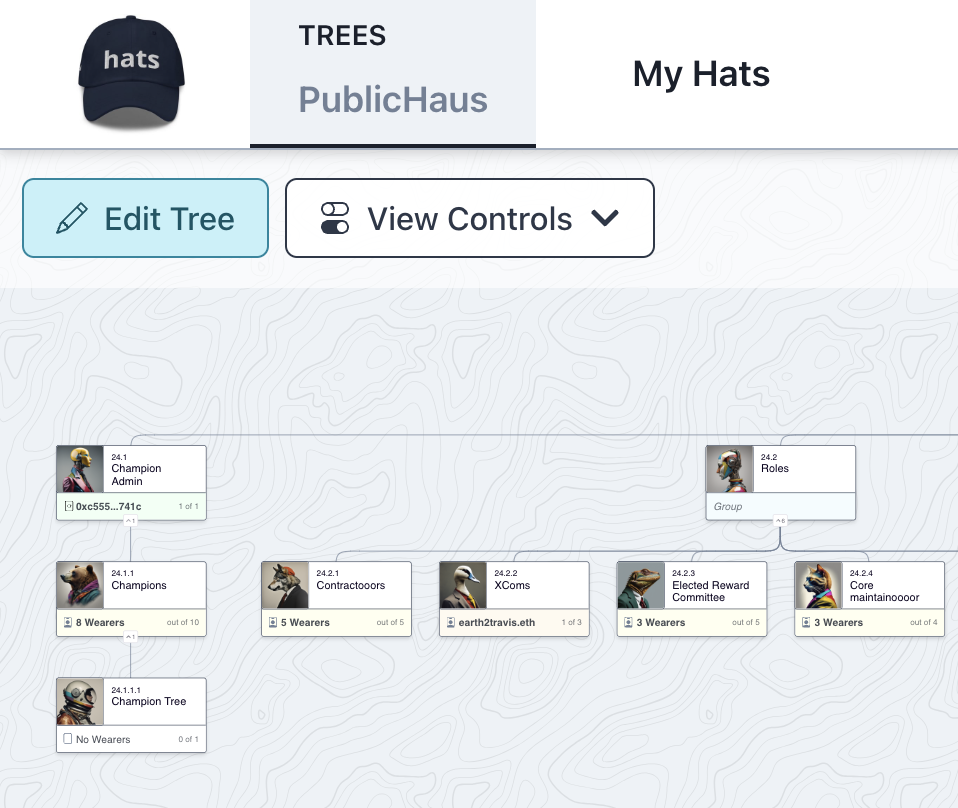 hats
TREES
PublicHaus
My Hats
Edit Tree
View Controls
24.1
Champion
Admin
0xc555...741c 1 of 1
^1
24.2
Roles
Group
^6
24.1.1
Champions
8 Wearers out of 10
^1
24.2.1
Contractooors
5 Wearers out of 5
24.2.2
XComs
earth2travis.eth 1 of 3
24.2.3
Elected Reward
Committee
3 Wearers out of 5
24.2.4
Core
maintainoooor
3 Wearers out of 4
24.1.1.1
Champion Tree
No Wearers 0 of 1